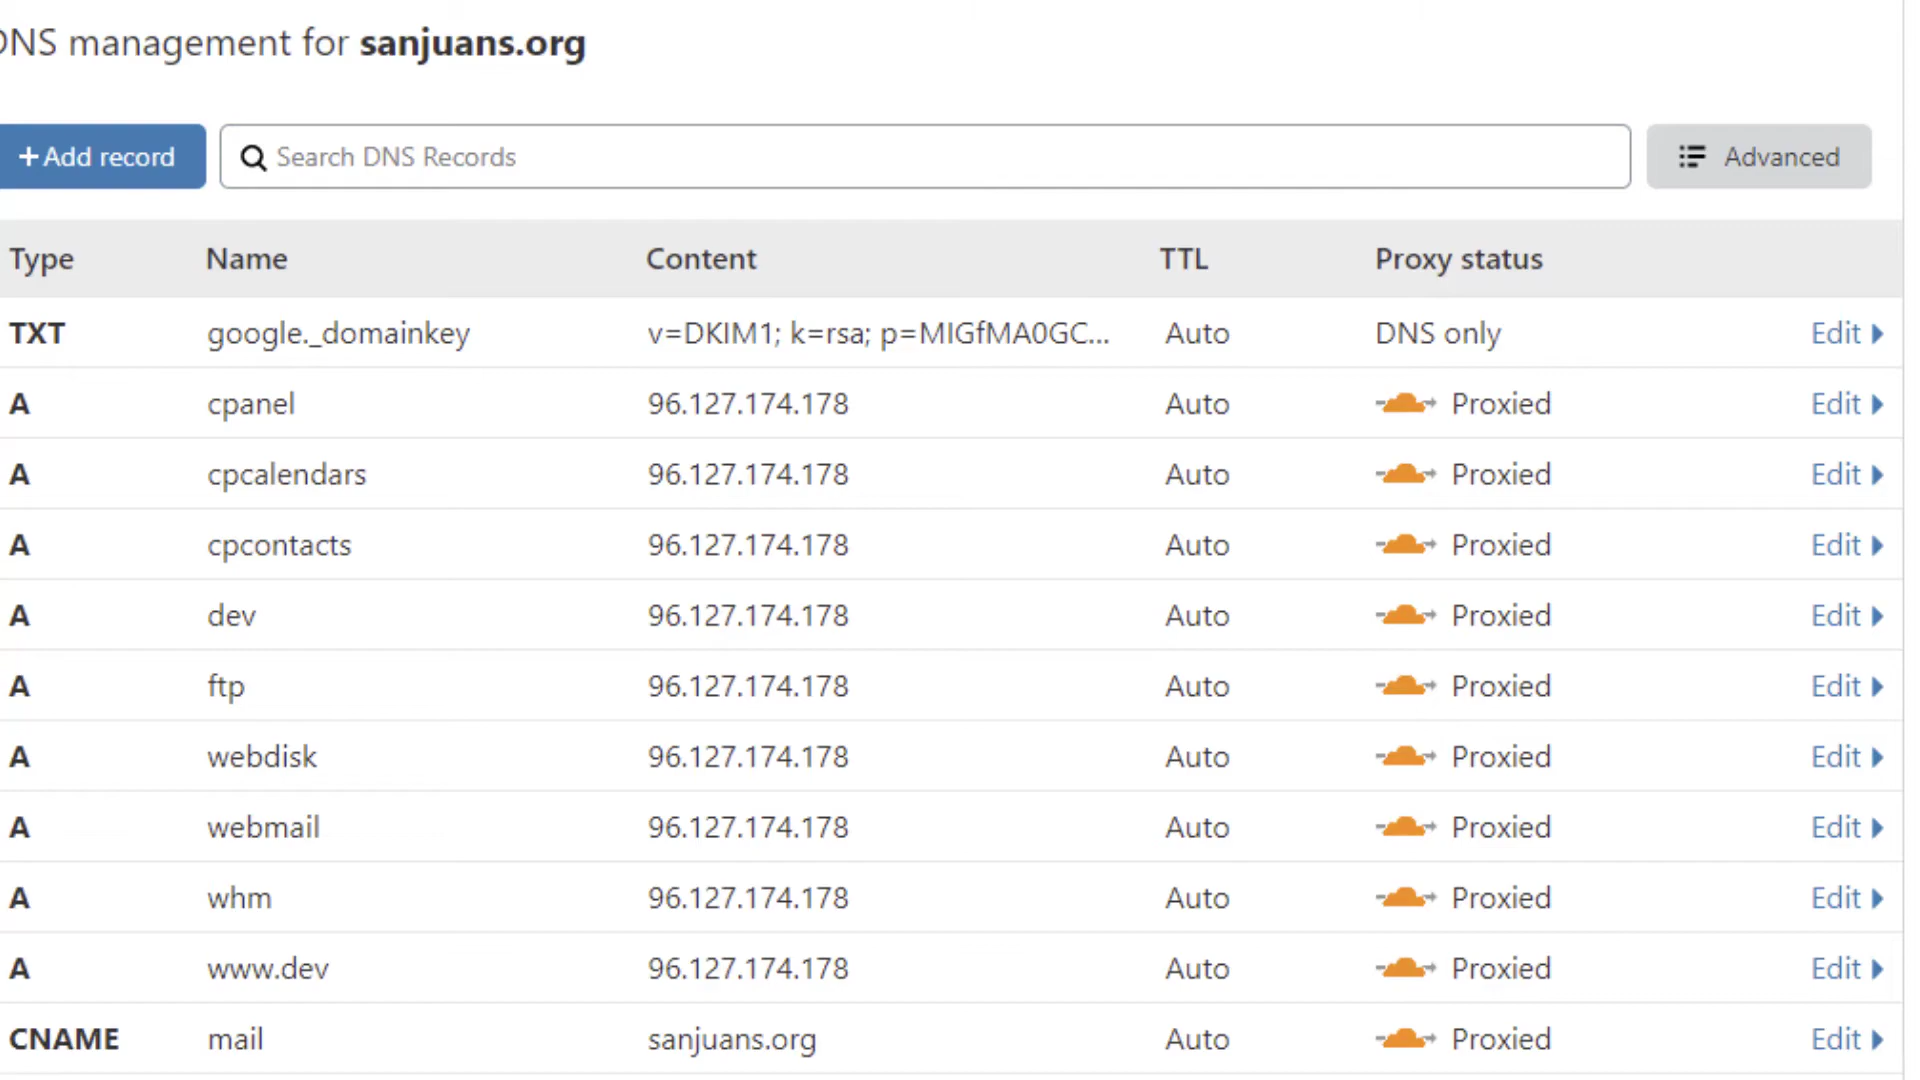 DNS management for sanjuans.org
+ Add record
Search DNS Records
Advanced
Type Name Content TTL Proxy status
TXT google._domainkey v=DKIM1; k=rsa; p=MIGfMA0GC... Auto DNS only Edit
A cpanel 96.127.174.178 Auto Proxied Edit
A cpcalendars 96.127.174.178 Auto Proxied Edit
A cpcontacts 96.127.174.178 Auto Proxied Edit
A dev 96.127.174.178 Auto Proxied Edit
A ftp 96.127.174.178 Auto Proxied Edit
A webdisk 96.127.174.178 Auto Proxied Edit
A webmail 96.127.174.178 Auto Proxied Edit
A whm 96.127.174.178 Auto Proxied Edit
A www.dev 96.127.174.178 Auto Proxied Edit
CNAME mail sanjuans.org Auto Proxied Edit